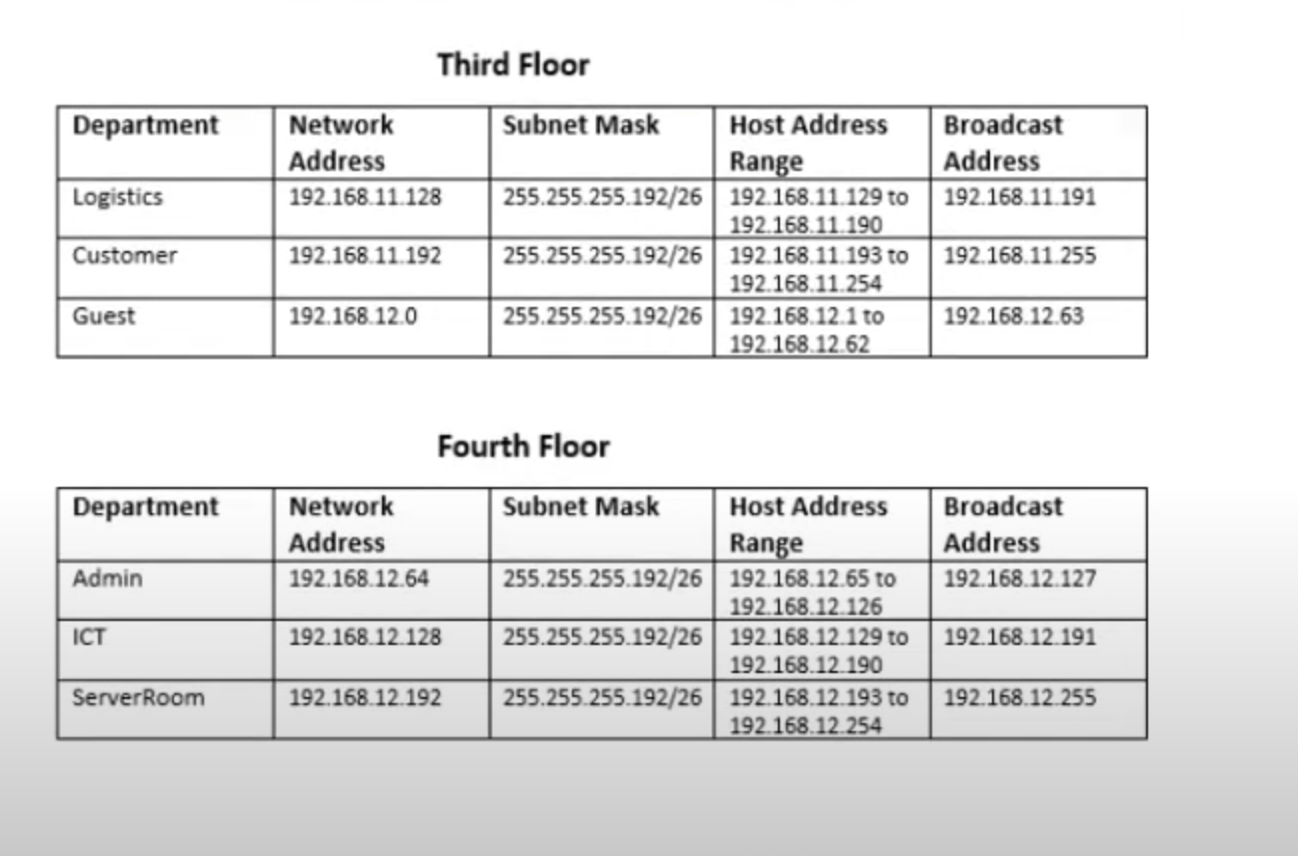 Third Floor
Department Network Subnet Mask Host Address Broadcast
Address Range Address
Logistics 192.168.11.128 255.255.255.192/26 192.168.11.129 to 192.168.11.191
192.168.11.190
Customer 192.168.11.192 255.255.255.192/26 192.168.11.193 to 192.168.11.255
192.168.11.254
Guest 192.168.12.0 255.255.255.192/26 192.168.12.1 to 192.168.12.63
192.168.12.62
Fourth Floor
Department Network Subnet Mask Host Address Broadcast
Address Range Address
Admin 192.168.12.64 255.255.255.192/26 192.168.12.65 to 192.168.12.127
192.168.12.126
ICT 192.168.12.128 255.255.255.192/26 192.168.12.129 to 192.168.12.191
192.168.12.190
ServerRoom 192.168.12.192 255.255.255.192/26 192.168.12.193 to 192.168.12.255
192.168.12.254